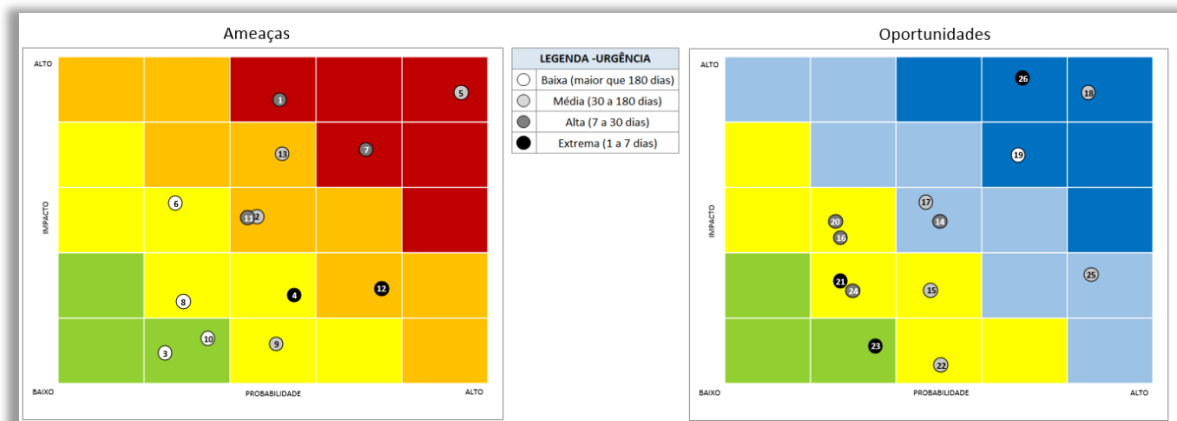 Ameaças
ALTO
1
5
13
7
6
11
2
IMPACTO
12
4
8
10
9
3
BAIXO
PROBABILIDADE
ALTO
LEGENDA -URGÊNCIA
Baixa (maior que 180 dias)
Média (30 a 180 dias)
Alta (7 a 30 dias)
Extrema (1 a 7 dias)
Oportunidades
ALTO
26
18
19
17
20
14
16
IMPACTO
25
21
24
15
23
22
BAIXO
PROBABILIDADE
ALTO